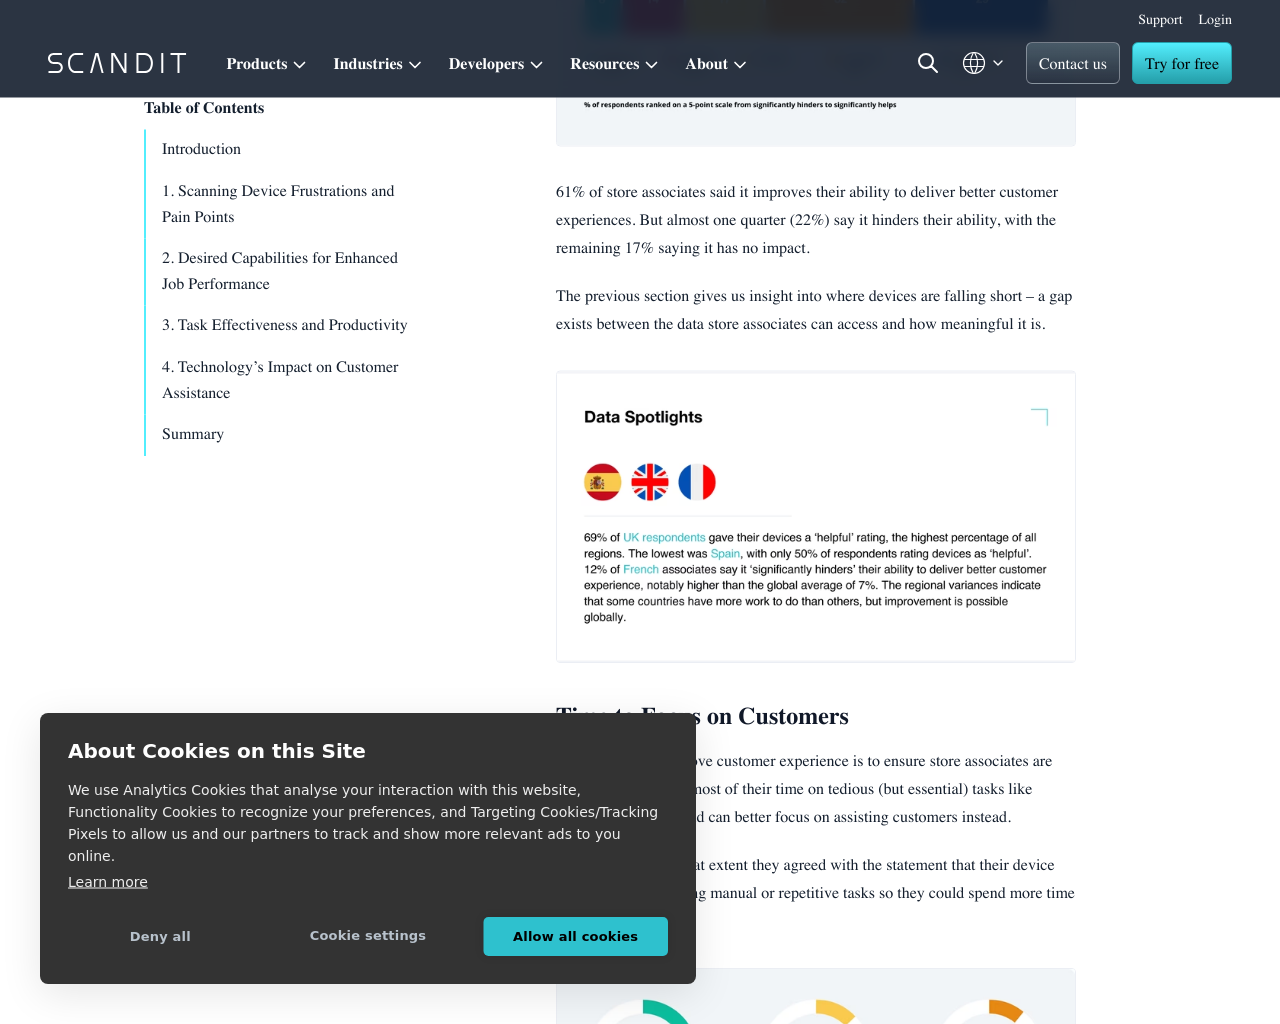 Support Login
SCANDIT Products Industries Developers Resources About Contact us Try for free
Table of Contents
Introduction
1. Scanning Device Frustrations and
Pain Points
2. Desired Capabilities for Enhanced
Job Performance
3. Task Effectiveness and Productivity
4. Technology’s Impact on Customer
Assistance
Summary
% of respondents ranked on a 5-point scale from significantly hinders to significantly helps
61% of store associates said it improves their ability to deliver better customer
experiences. But almost one quarter (22%) say it hinders their ability, with the
remaining 17% saying it has no impact.
The previous section gives us insight into where devices are falling short – a gap
exists between the data store associates can access and how meaningful it is.
Data Spotlights
69% of UK respondents gave their devices a ‘helpful’ rating, the highest percentage of all
regions. The lowest was Spain, with only 50% of respondents rating devices as ‘helpful’.
12% of French associates say it ‘significantly hinders’ their ability to deliver better customer
experience, notably higher than the global average of 7%. The regional variances indicate
that some countries have more work to do than others, but improvement is possible
globally.
on Customers
customer experience is to ensure store associates are
most of their time on tedious (but essential) tasks like
can better focus on assisting customers instead.
extent they agreed with the statement that their device
manual or repetitive tasks so they could spend more time
About Cookies on this Site
We use Analytics Cookies that analyse your interaction with this website,
Functionality Cookies to recognize your preferences, and Targeting Cookies/Tracking
Pixels to allow us and our partners to track and show more relevant ads to you
online.
Learn more
Deny all Cookie settings Allow all cookies